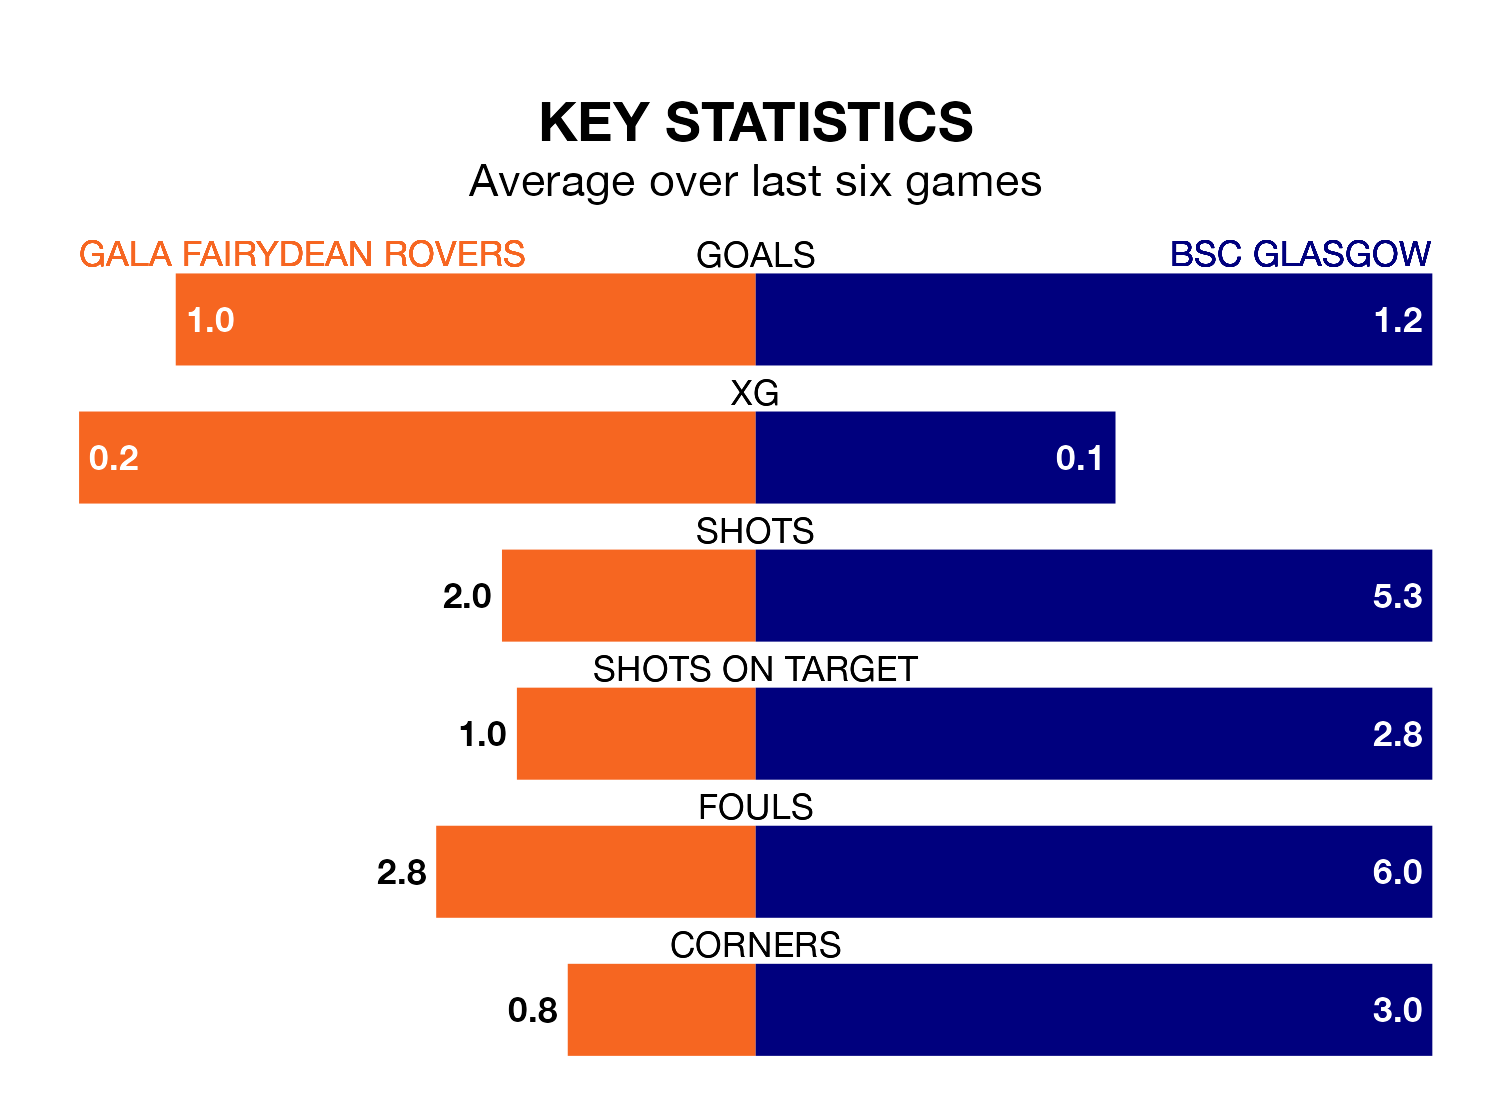 KEY STATISTICS
Average over last six games
GALA FAIRYDEAN ROVERS GOALS BSC GLASGOW
1.0 1.2
XG
0.2 0.1
SHOTS
2.0 5.3
SHOTS ON TARGET
1.0 2.8
FOULS
2.8 6.0
CORNERS
0.8 3.0